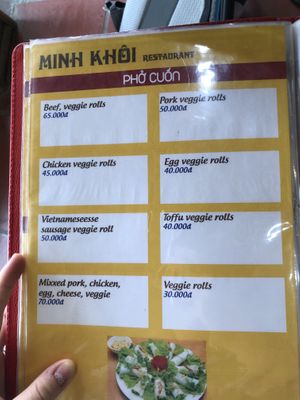 MINH KHÔI RESTAURANT
PHỞ CUỐN
Beef, veggie rolls
65.000đ
Pork veggie rolls
50.000đ
Chicken veggie rolls
45.000đ
Egg veggie rolls
40.000đ
Vietnameseesse
sausage veggie roll
50.000đ
Toffu veggie rolls
40.000đ
Mixxed pork, chicken,
egg, cheese, veggie
70.000đ
Veggie rolls
30.000đ